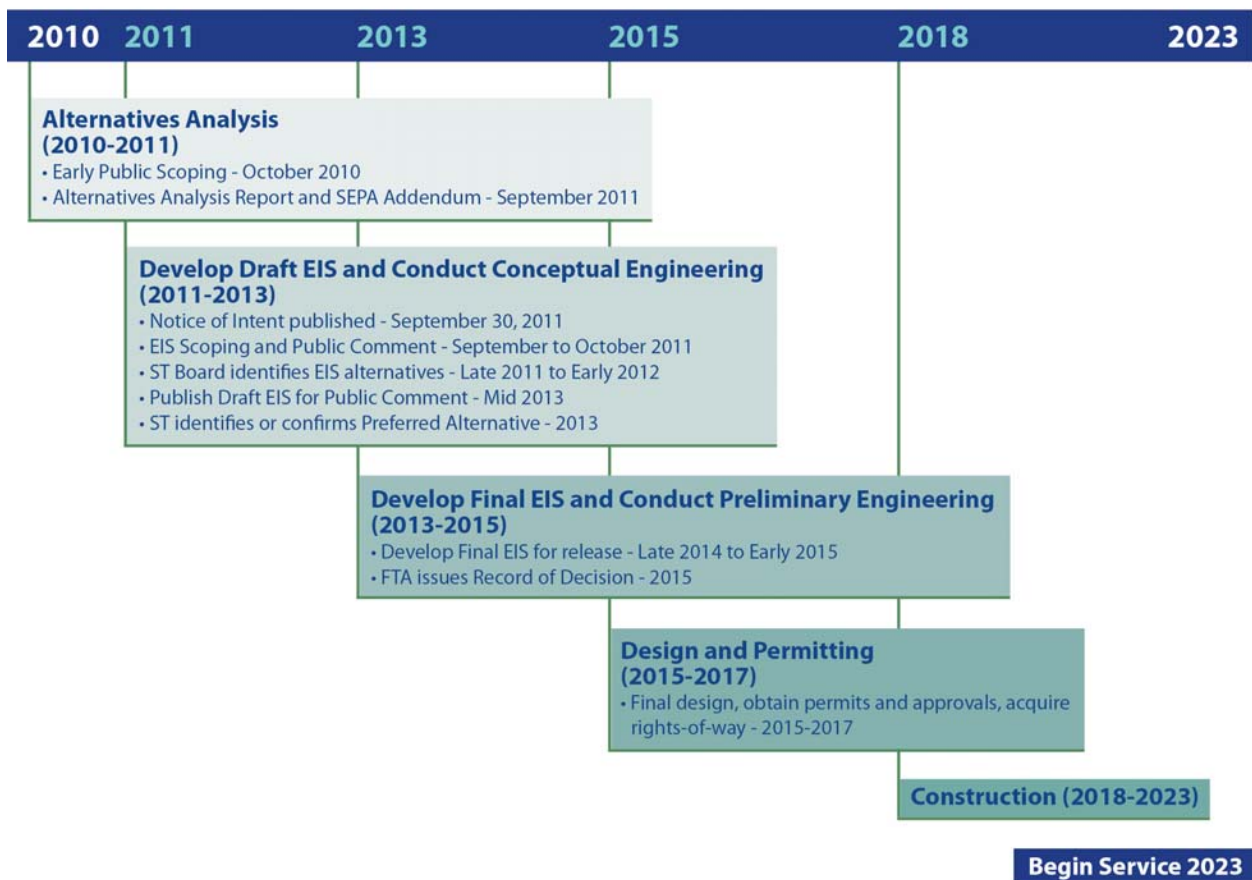 2010 2011 2013 2015 2018 2023
Alternatives Analysis
(2010-2011)
• Early Public Scoping - October 2010
• Alternatives Analysis Report and SEPA Addendum - September 2011
Develop Draft EIS and Conduct Conceptual Engineering
(2011-2013)
• Notice of Intent published - September 30, 2011
• EIS Scoping and Public Comment - September to October 2011
• ST Board identifies EIS alternatives - Late 2011 to Early 2012
• Publish Draft EIS for Public Comment - Mid 2013
• ST identifies or confirms Preferred Alternative - 2013
Develop Final EIS and Conduct Preliminary Engineering
(2013-2015)
• Develop Final EIS for release - Late 2014 to Early 2015
• FTA issues Record of Decision - 2015
Design and Permitting
(2015-2017)
• Final design, obtain permits and approvals, acquire
rights-of-way - 2015-2017
Construction (2018-2023)
Begin Service 2023